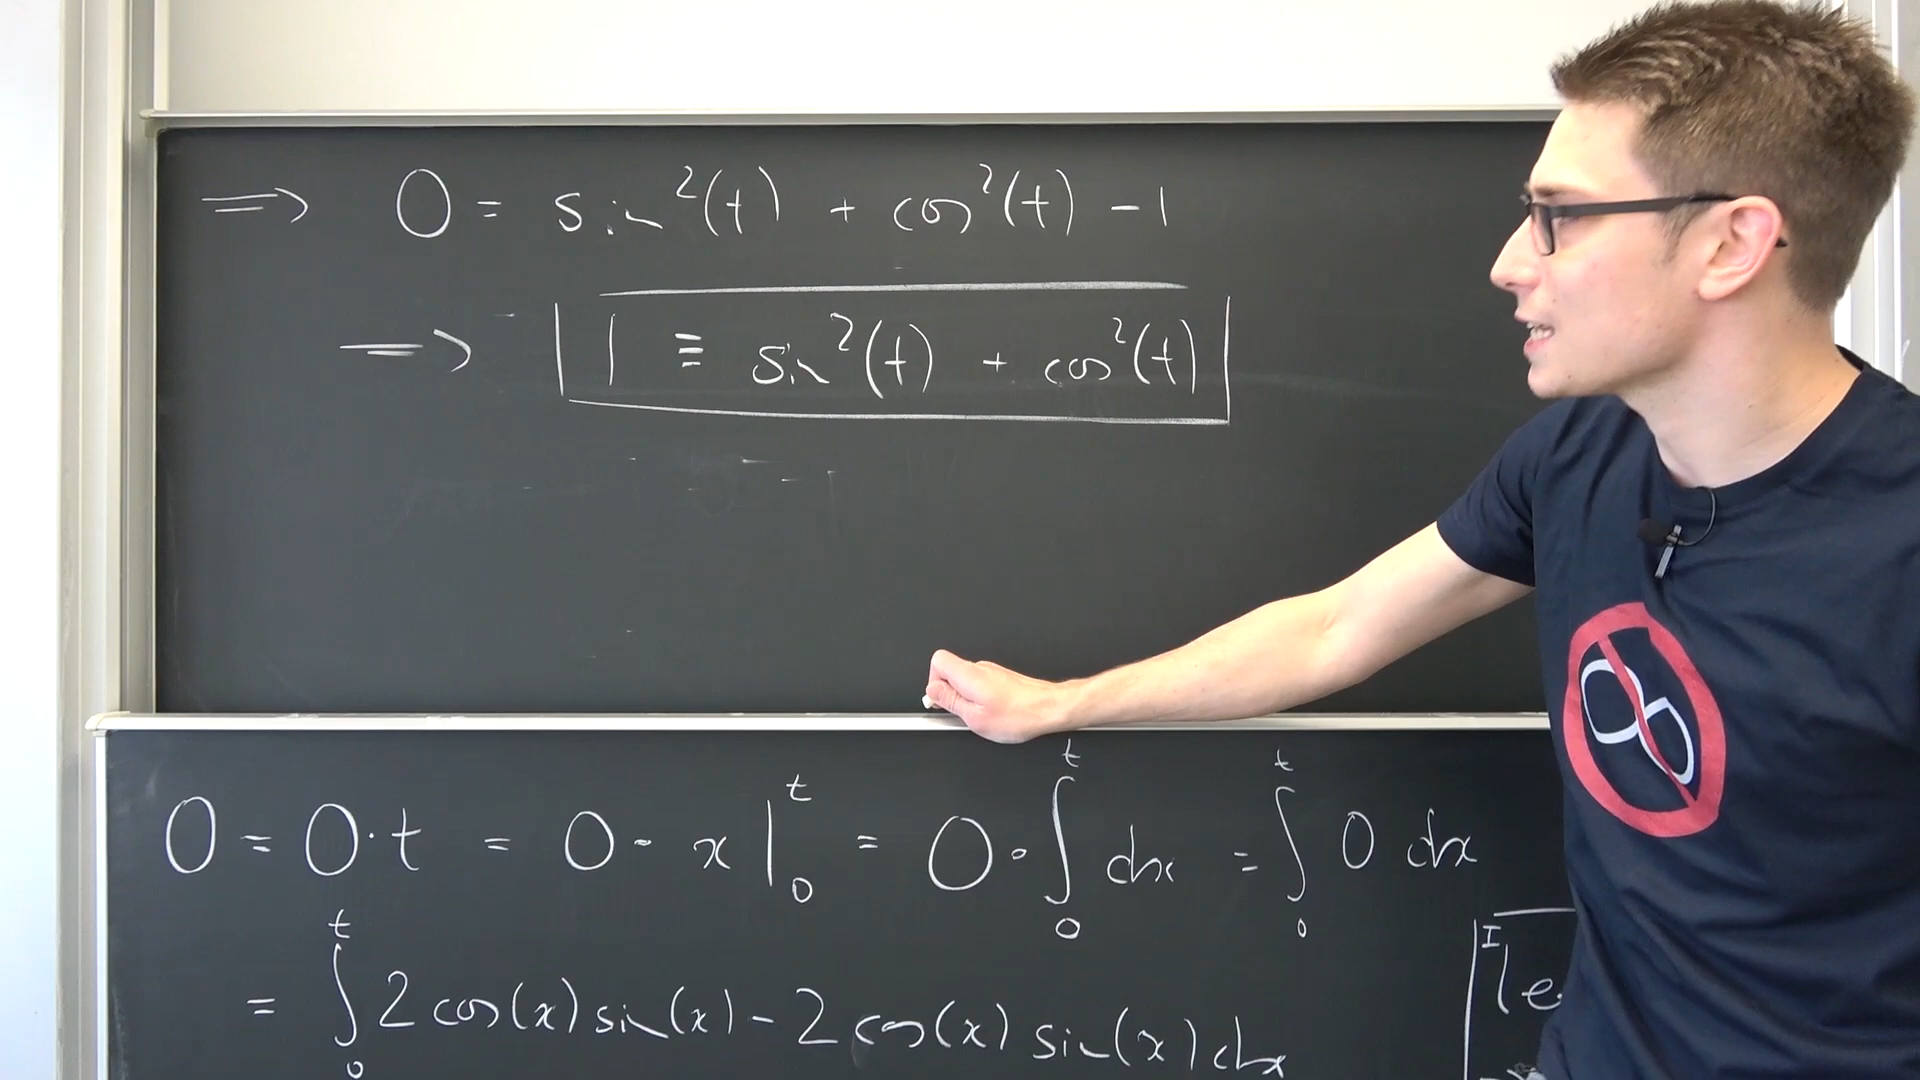 ⟹ 0 = sin²(t) + cos²(t) − 1
⟹ 1 ≡ sin²(t) + cos²(t)
0 = 0·t = 0·x |₀ᵗ = 0·∫₀ᵗ dx = ∫₀ᵗ 0 dx
= ∫₀ᵗ 2cos(x)sin(x) − 2cos(x)sin(x)dx
I